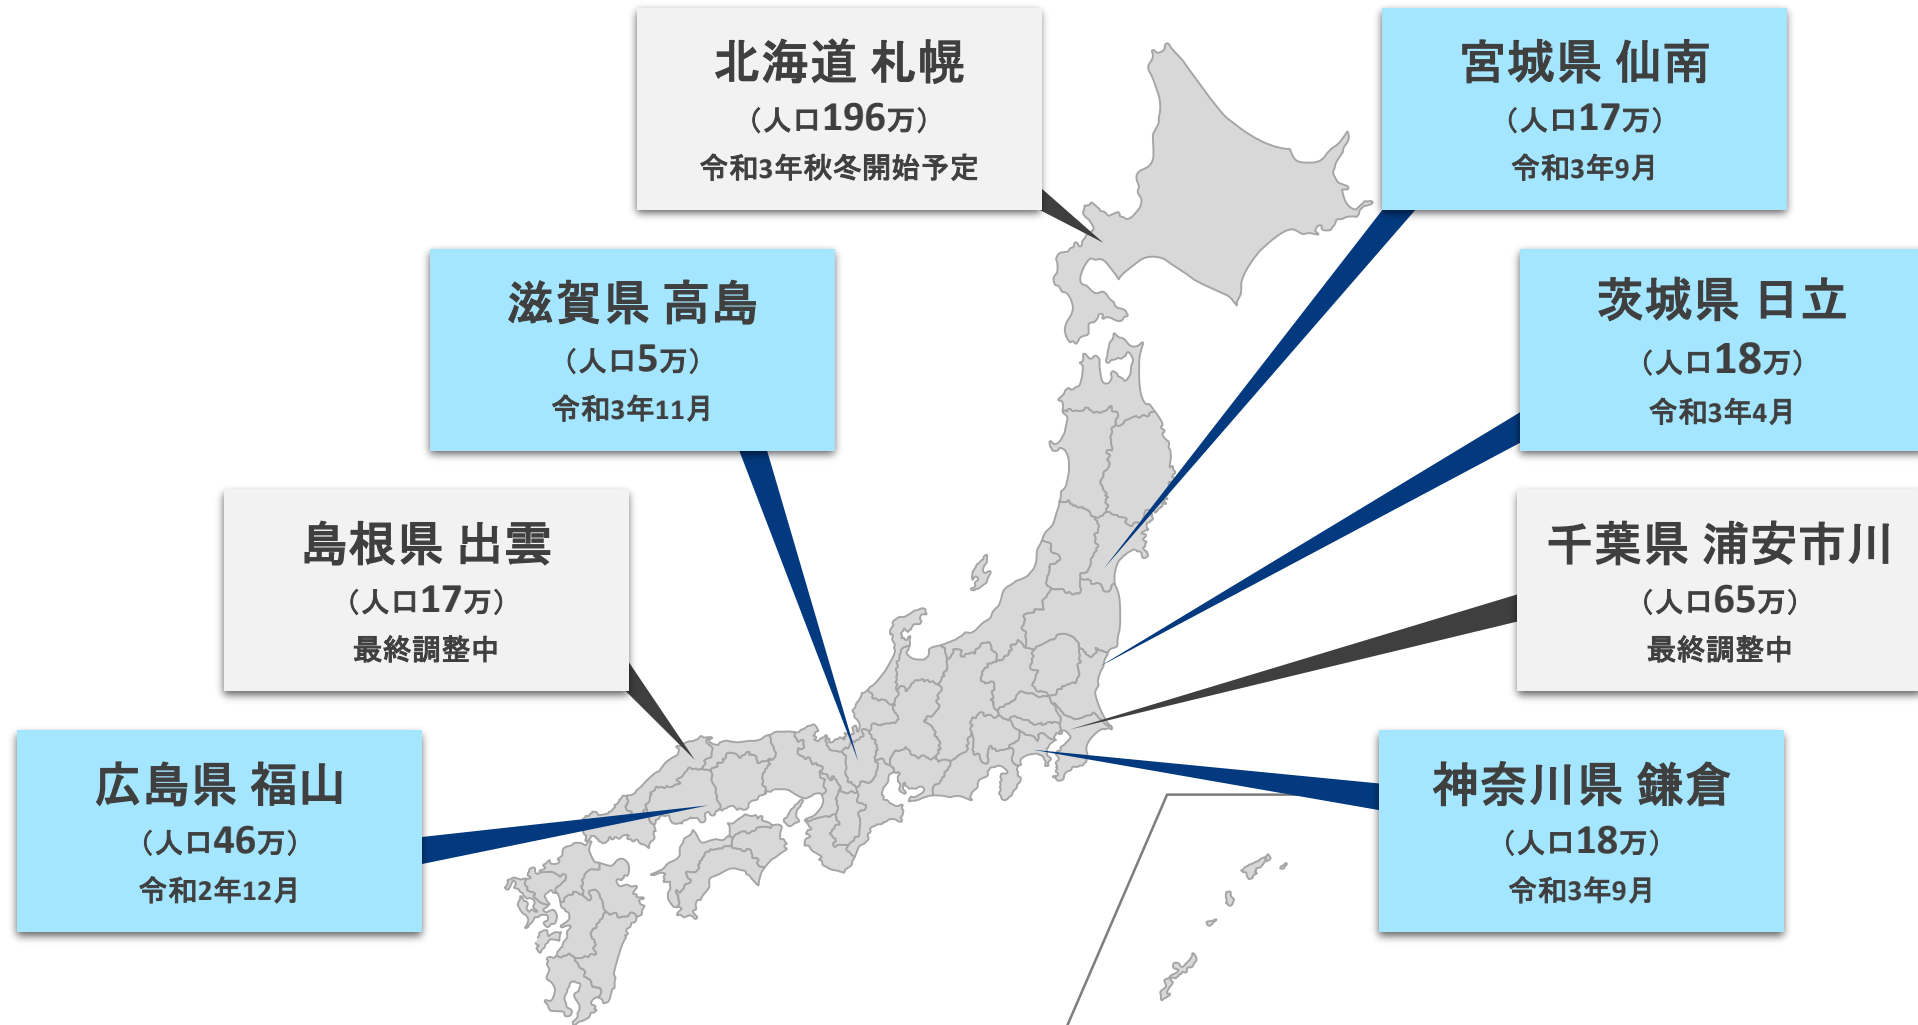 北海道 札幌
（人口196万）
令和3年秋冬開始予定
宮城県 仙南
（人口17万）
令和3年9月
滋賀県 高島
（人口5万）
令和3年11月
茨城県 日立
（人口18万）
令和3年4月
島根県 出雲
（人口17万）
最終調整中
千葉県 浦安市川
（人口65万）
最終調整中
広島県 福山
（人口46万）
令和2年12月
神奈川県 鎌倉
（人口18万）
令和3年9月